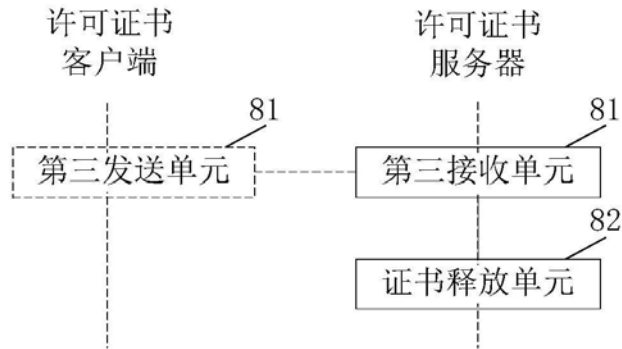 许可证书
客户端
许可证书
服务器
81
81
第三发送单元
第三接收单元
82
证书释放单元